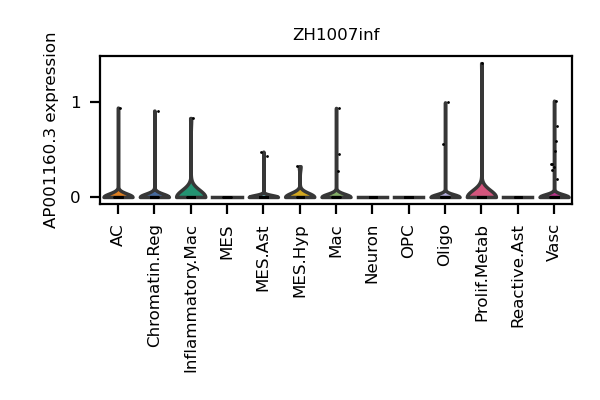 ZH1007inf
AP001160.3 expression
1
0
AC
Chromatin.Reg
Inflammatory.Mac
MES
MES.Ast
MES.Hyp
Mac
Neuron
OPC
Oligo
Prolif.Metab
Reactive.Ast
Vasc